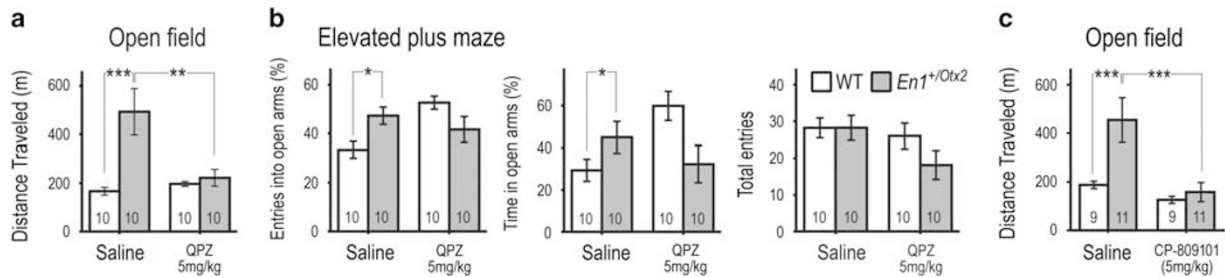 a
Open field
Distance Traveled (m)
600
400
200
0
***
**
10
10
10
10
Saline
QPZ
5mg/kg
b
Elevated plus maze
Entries into open arms (%)
60
40
20
0
*
10
10
10
10
Saline
QPZ
5mg/kg
Time in open arms (%)
60
40
20
0
*
10
10
10
10
Saline
QPZ
5mg/kg
Total entries
40
30
20
10
0
WT
En1+/Otx2
10
10
10
10
Saline
QPZ
5mg/kg
c
Open field
Distance Traveled (m)
600
400
200
0
***
***
9
11
9
11
Saline
CP-809101
(5mg/kg)